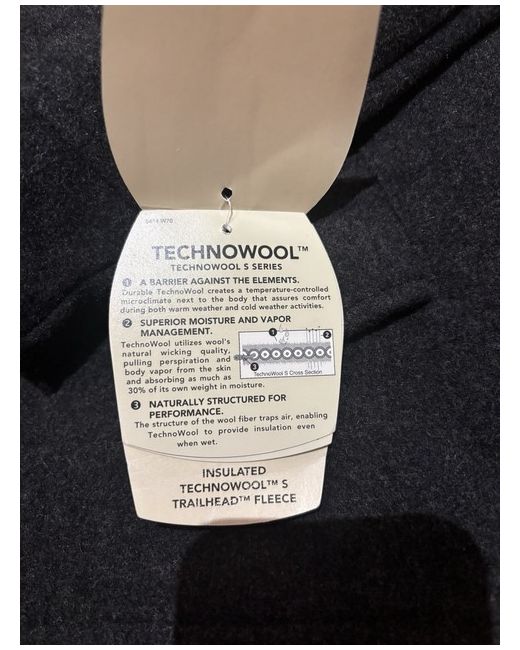 TECHNOWOOL™
TECHNOWOOL S SERIES
1 A BARRIER AGAINST THE ELEMENTS.
Durable TechnoWool creates a temperature-controlled
microclimate next to the body that assures comfort
during both warm weather and cold weather activities.
2 SUPERIOR MOISTURE AND VAPOR
MANAGEMENT.
TechnoWool utilizes wool's
natural wicking quality,
pulling perspiration and
body vapor from the skin
and absorbing as much as
30% of its own weight in moisture.
1 2
3
TechnoWool S Cross Section
3 NATURALLY STRUCTURED FOR
PERFORMANCE.
The structure of the wool fiber traps air, enabling
TechnoWool to provide insulation even
when wet.
INSULATED
TECHNOWOOL™ S
TRAILHEAD™ FLEECE